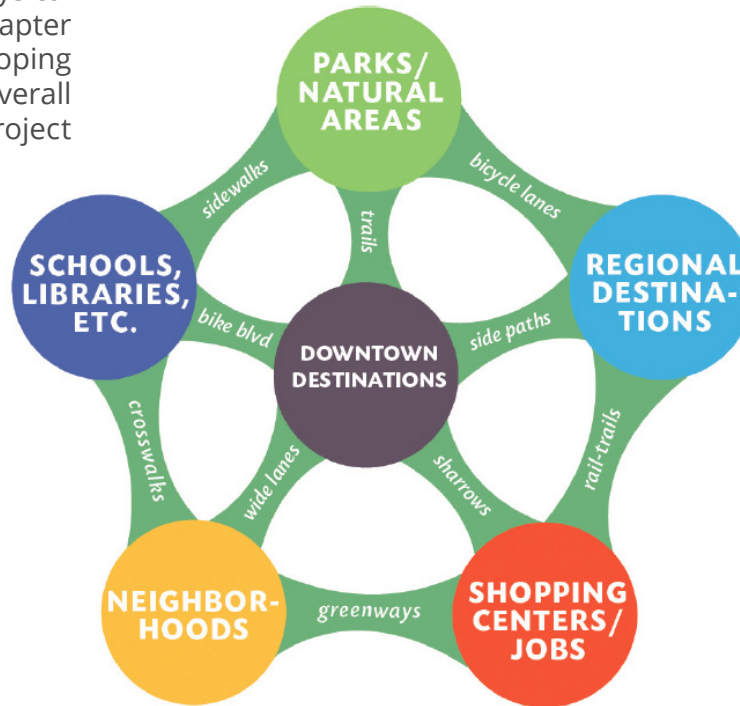 apter
oping
verall
roject
PARKS/
NATURAL
AREAS
sidewalks
bicycle lanes
trails
SCHOOLS,
LIBRARIES,
ETC.
REGIONAL
DESTINA-
TIONS
bike blvd
side paths
DOWNTOWN
DESTINATIONS
crosswalks
wide lanes
sharrows
rail-trails
NEIGHBOR-
HOODS
greenways
SHOPPING
CENTERS/
JOBS